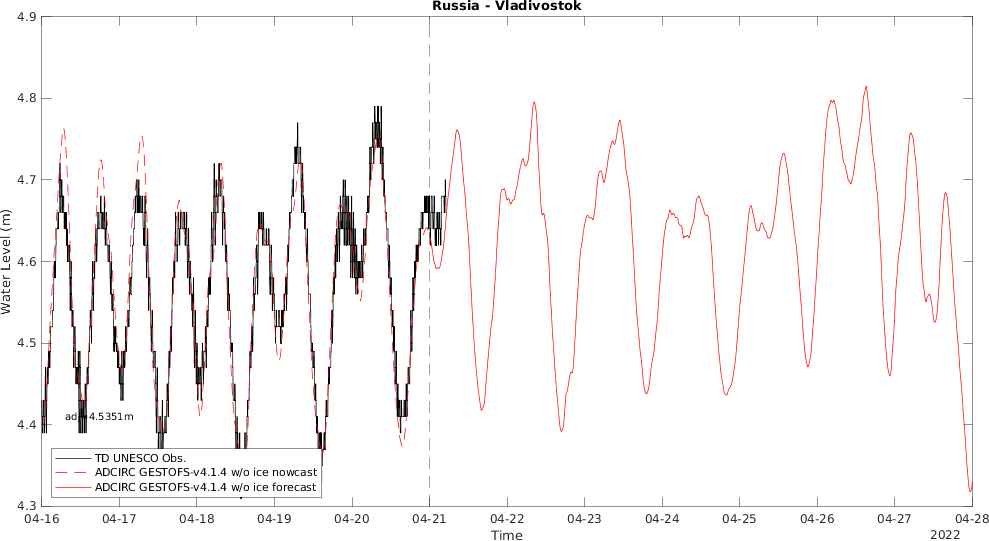 Russia - Vladivostok
4.9
4.8
4.7
4.6
4.5
4.4
4.3
Water Level (m)
4.5351m
TD UNESCO Obs.
ADCIRC GESTOFS-v4.1.4 w/o ice nowcast
ADCIRC GESTOFS-v4.1.4 w/o ice forecast
04-16 04-17 04-18 04-19 04-20 04-21 04-22 04-23 04-24 04-25 04-26 04-27 04-28
Time
2022